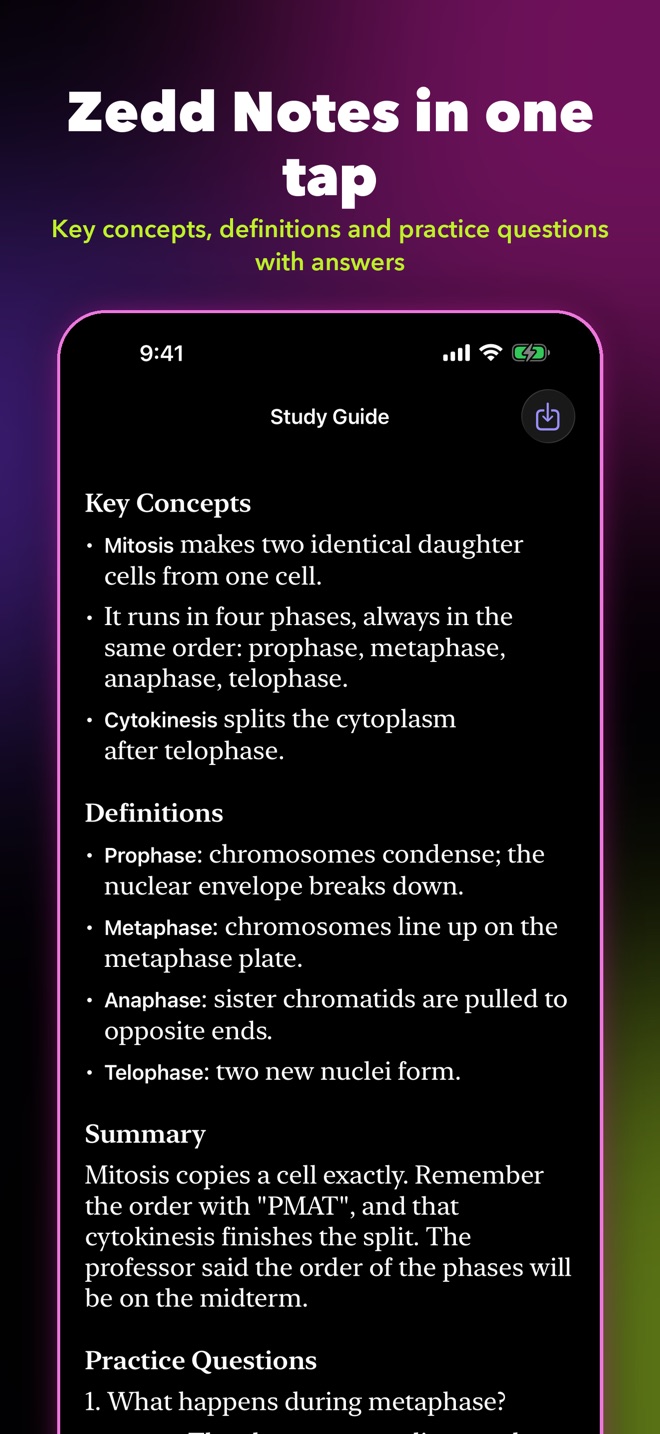 Zedd Notes in one
tap
Key concepts, definitions and practice questions
with answers
9:41
Study Guide
Key Concepts
• Mitosis makes two identical daughter
cells from one cell.
• It runs in four phases, always in the
same order: prophase, metaphase,
anaphase, telophase.
• Cytokinesis splits the cytoplasm
after telophase.
Definitions
• Prophase: chromosomes condense; the
nuclear envelope breaks down.
• Metaphase: chromosomes line up on the
metaphase plate.
• Anaphase: sister chromatids are pulled to
opposite ends.
• Telophase: two new nuclei form.
Summary
Mitosis copies a cell exactly. Remember
the order with "PMAT", and that
cytokinesis finishes the split. The
professor said the order of the phases will
be on the midterm.
Practice Questions
1. What happens during metaphase?